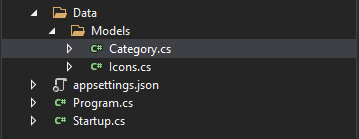 Data
Models
C# Category.cs
C# Icons.cs
appsettings.json
C# Program.cs
C# Startup.cs